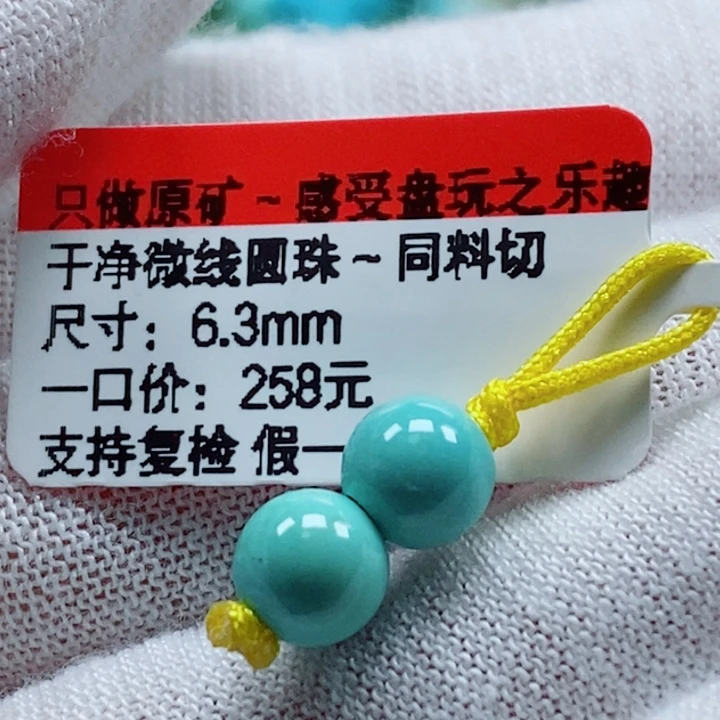 只做原矿~感受盘玩之乐趣
干净微线圆珠~同料切
尺寸：6.3mm
一口价：258元
支持复检 假一